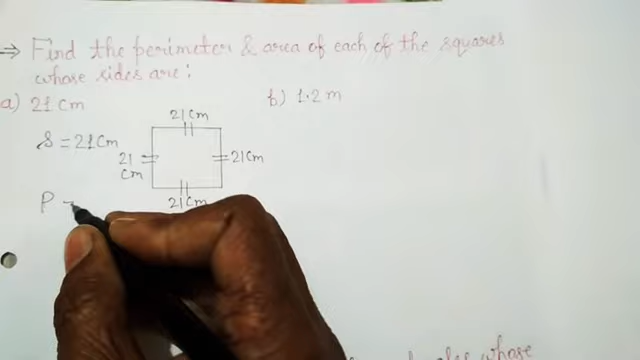 → Find the perimeter & area of each of the squares
whose sides are:
a) 21 cm
b.) 1.2 m
21 cm
S = 21 cm
21
cm
21 cm
21 cm
P -
whose